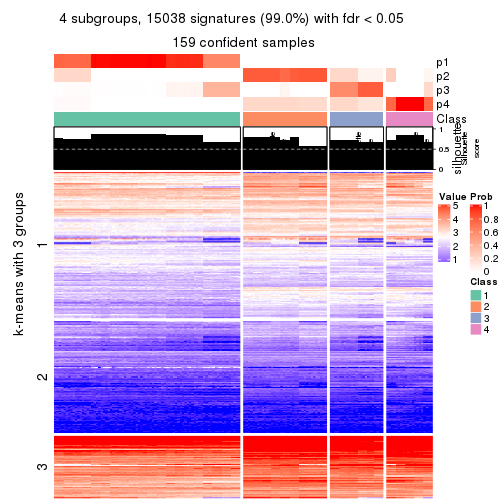 4 subgroups, 15038 signatures (99.0%) with fdr < 0.05
159 confident samples
p1
p2
p3
p4
Class
1
0.5
0
silhouette
Silhouette
score
k-means with 3 groups
1
2
3
Value
5
4
3
2
1
Prob
1
0.8
0.6
0.4
0.2
0
Class
1
2
3
4